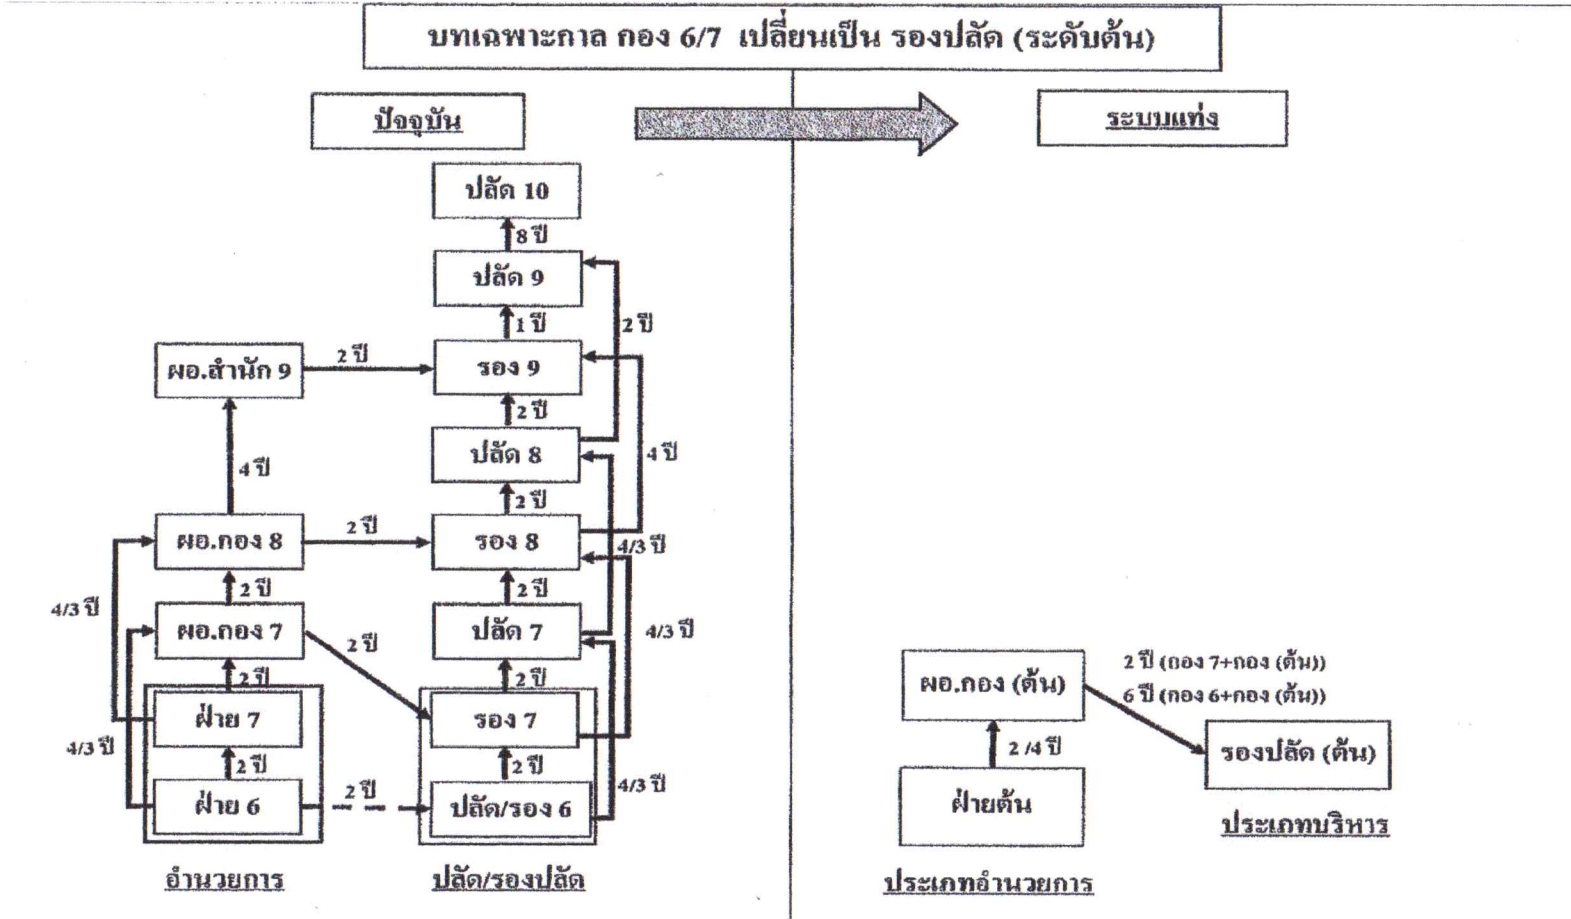 บทเฉพาะกาล กอง 6/7 เปลี่ยนเป็น รองปลัด (ระดับต้น)
ปัจจุบัน
ระบบแท่ง
ปลัด 10
8 ปี
ปลัด 9
1 ปี
2 ปี
ผอ.สำนัก 9
2 ปี
รอง 9
2 ปี
ปลัด 8
4 ปี
4 ปี
2 ปี
ผอ.กอง 8
2 ปี
รอง 8
4/3 ปี
2 ปี
2 ปี
4/3 ปี
ผอ.กอง 7
2 ปี
ปลัด 7
4/3 ปี
2 ปี
2 ปี
ฝ่าย 7
รอง 7
4/3 ปี
2 ปี
2 ปี
4/3 ปี
ฝ่าย 6
2 ปี
ปลัด/รอง 6
อำนวยการ
ปลัด/รองปลัด
ผอ.กอง (ต้น)
2 ปี (กอง 7+กอง (ต้น))
6 ปี (กอง 6+กอง (ต้น))
2 /4 ปี
รองปลัด (ต้น)
ฝ่ายต้น
ประเภทบริหาร
ประเภทอำนวยการ